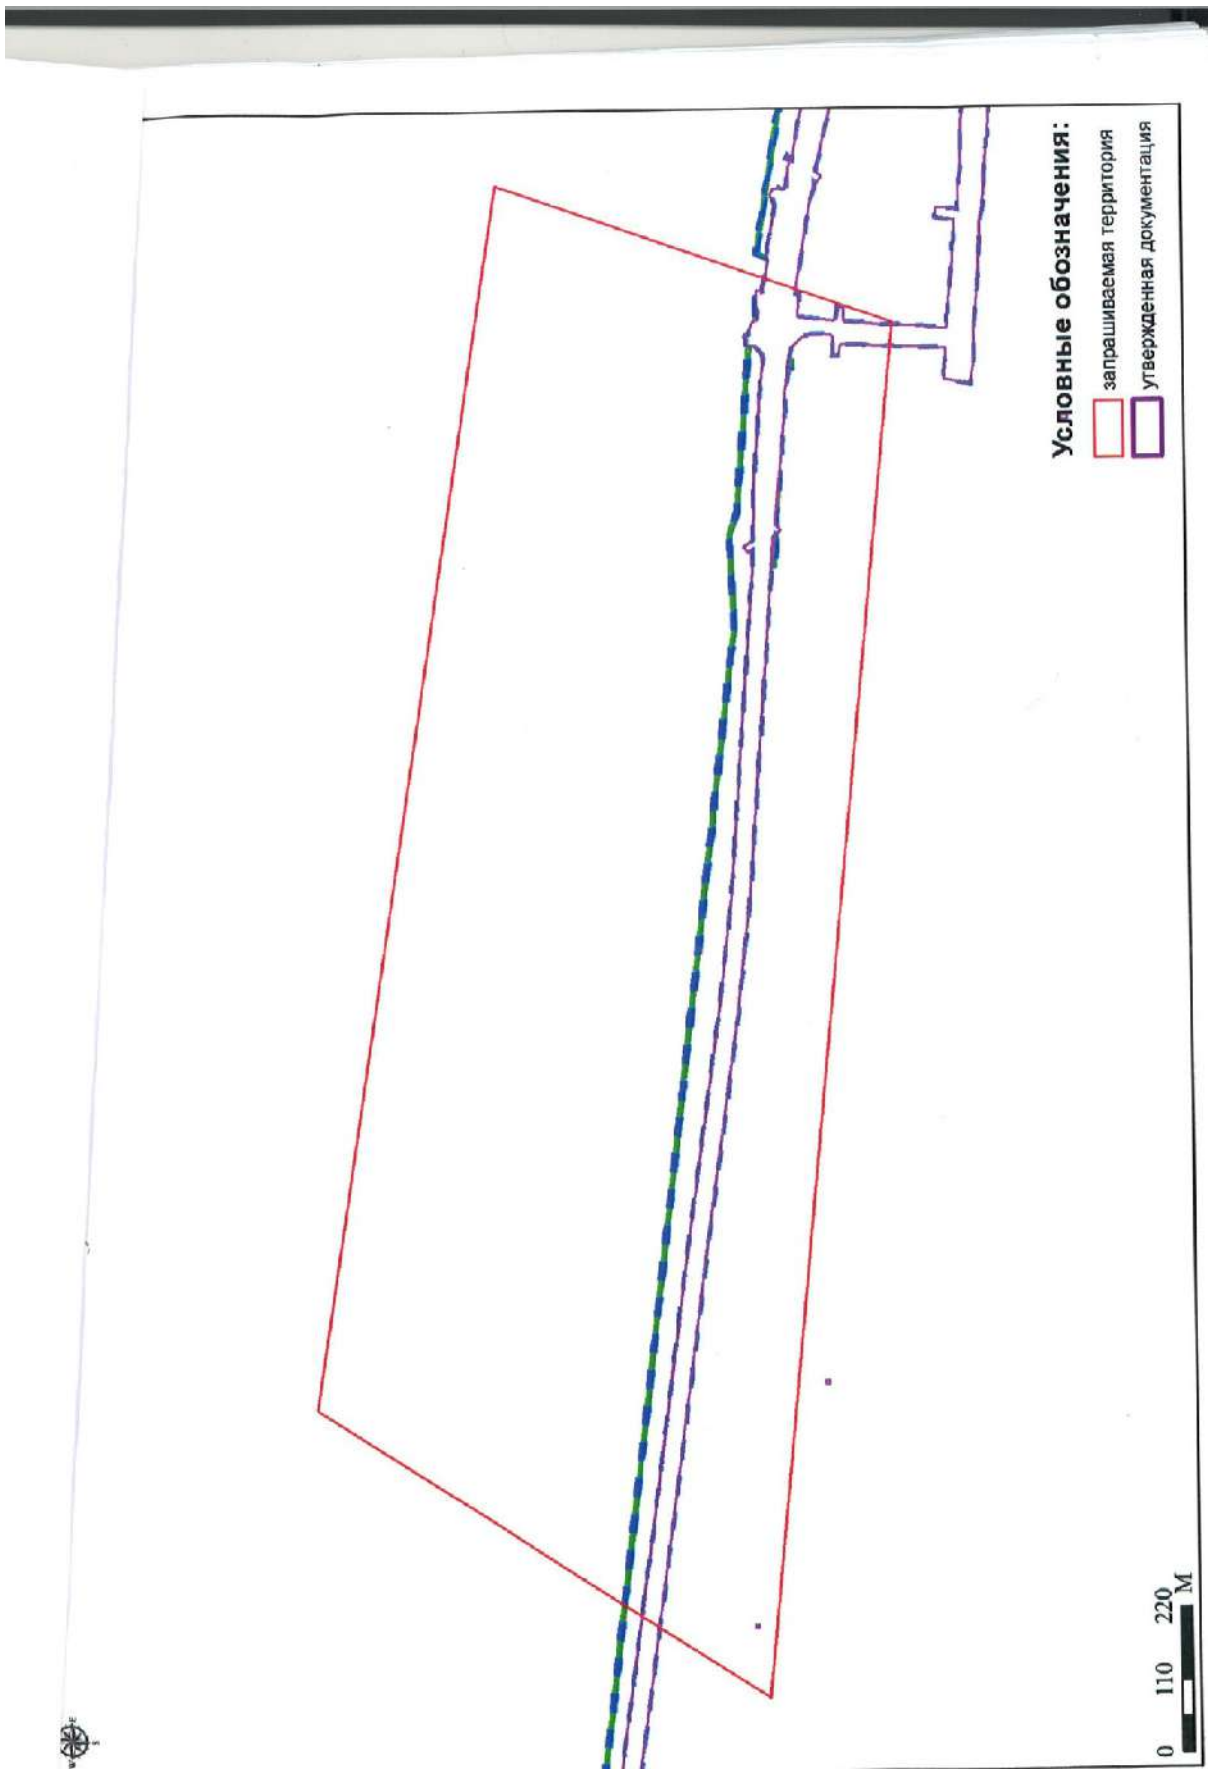 Условные обозначения:
запрашиваемая территория
утвержденная документация
0 110 220
М
W E
S